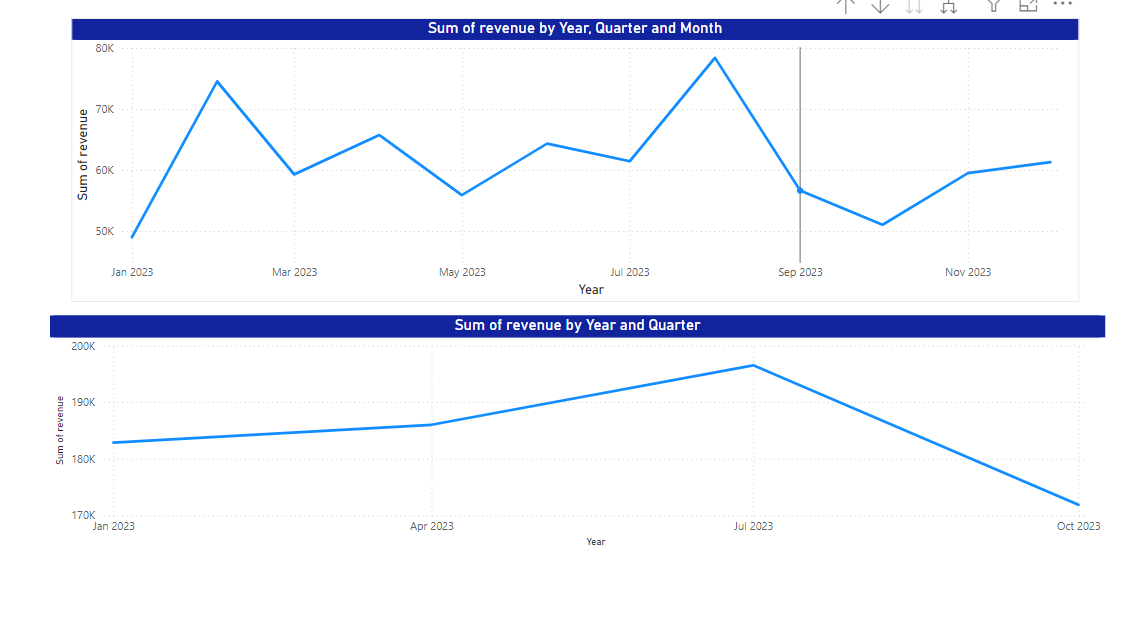 Sum of revenue by Year, Quarter and Month
80K
70K
60K
50K
Sum of revenue
Jan 2023 Mar 2023 May 2023 Jul 2023 Sep 2023 Nov 2023
Year
Sum of revenue by Year and Quarter
200K
190K
180K
170K
Sum of revenue
Jan 2023 Apr 2023 Jul 2023 Oct 2023
Year